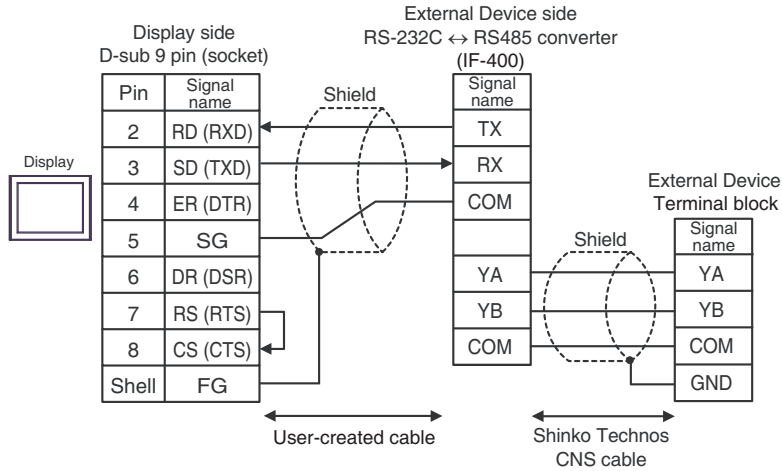 Display side
D-sub 9 pin (socket)
External Device side
RS-232C ↔ RS485 converter
(IF-400)
Pin
Signal
name
2
RD (RXD)
3
SD (TXD)
4
ER (DTR)
5
SG
6
DR (DSR)
7
RS (RTS)
8
CS (CTS)
Shell
FG
Display
Shield
Signal
name
TX
RX
COM
YA
YB
COM
Shield
External Device
Terminal block
Signal
name
YA
YB
COM
GND
User-created cable
Shinko Technos
CNS cable